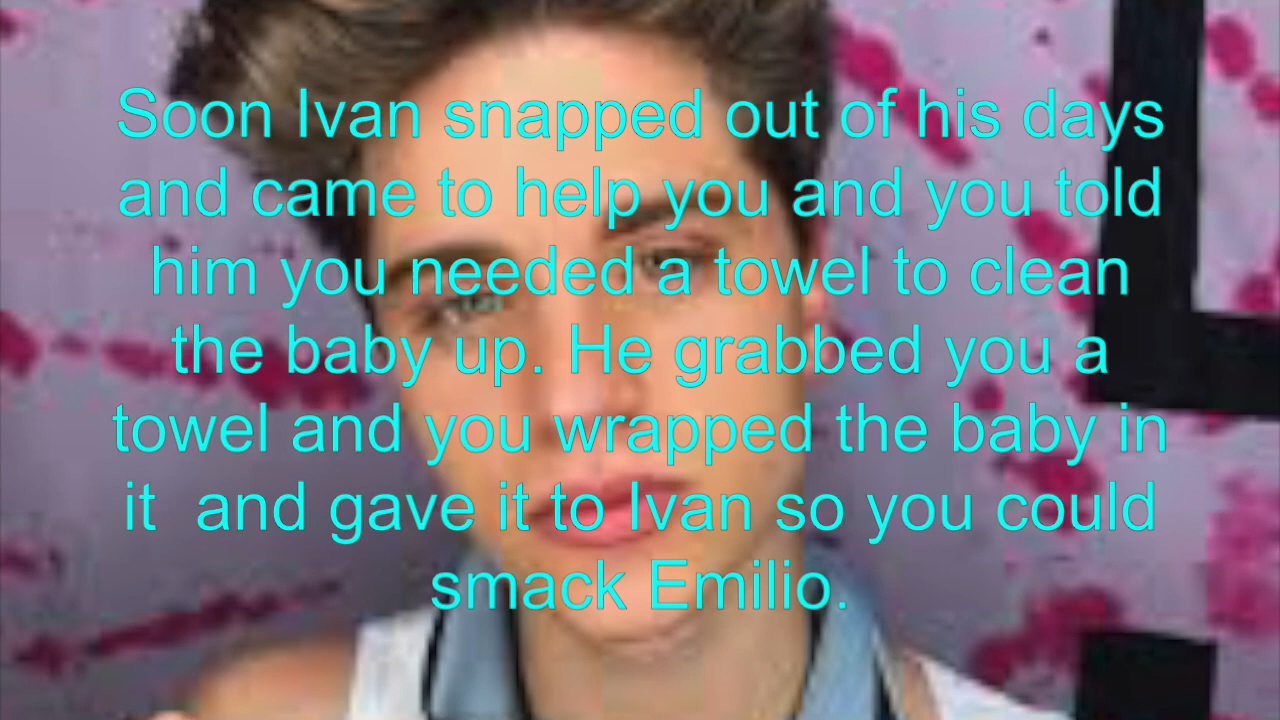 Soon Ivan snapped out of his days
and came to help you and you told
him you needed a towel to clean
the baby up. He grabbed you a
towel and you wrapped the baby in
it  and gave it to Ivan so you could
smack Emilio.